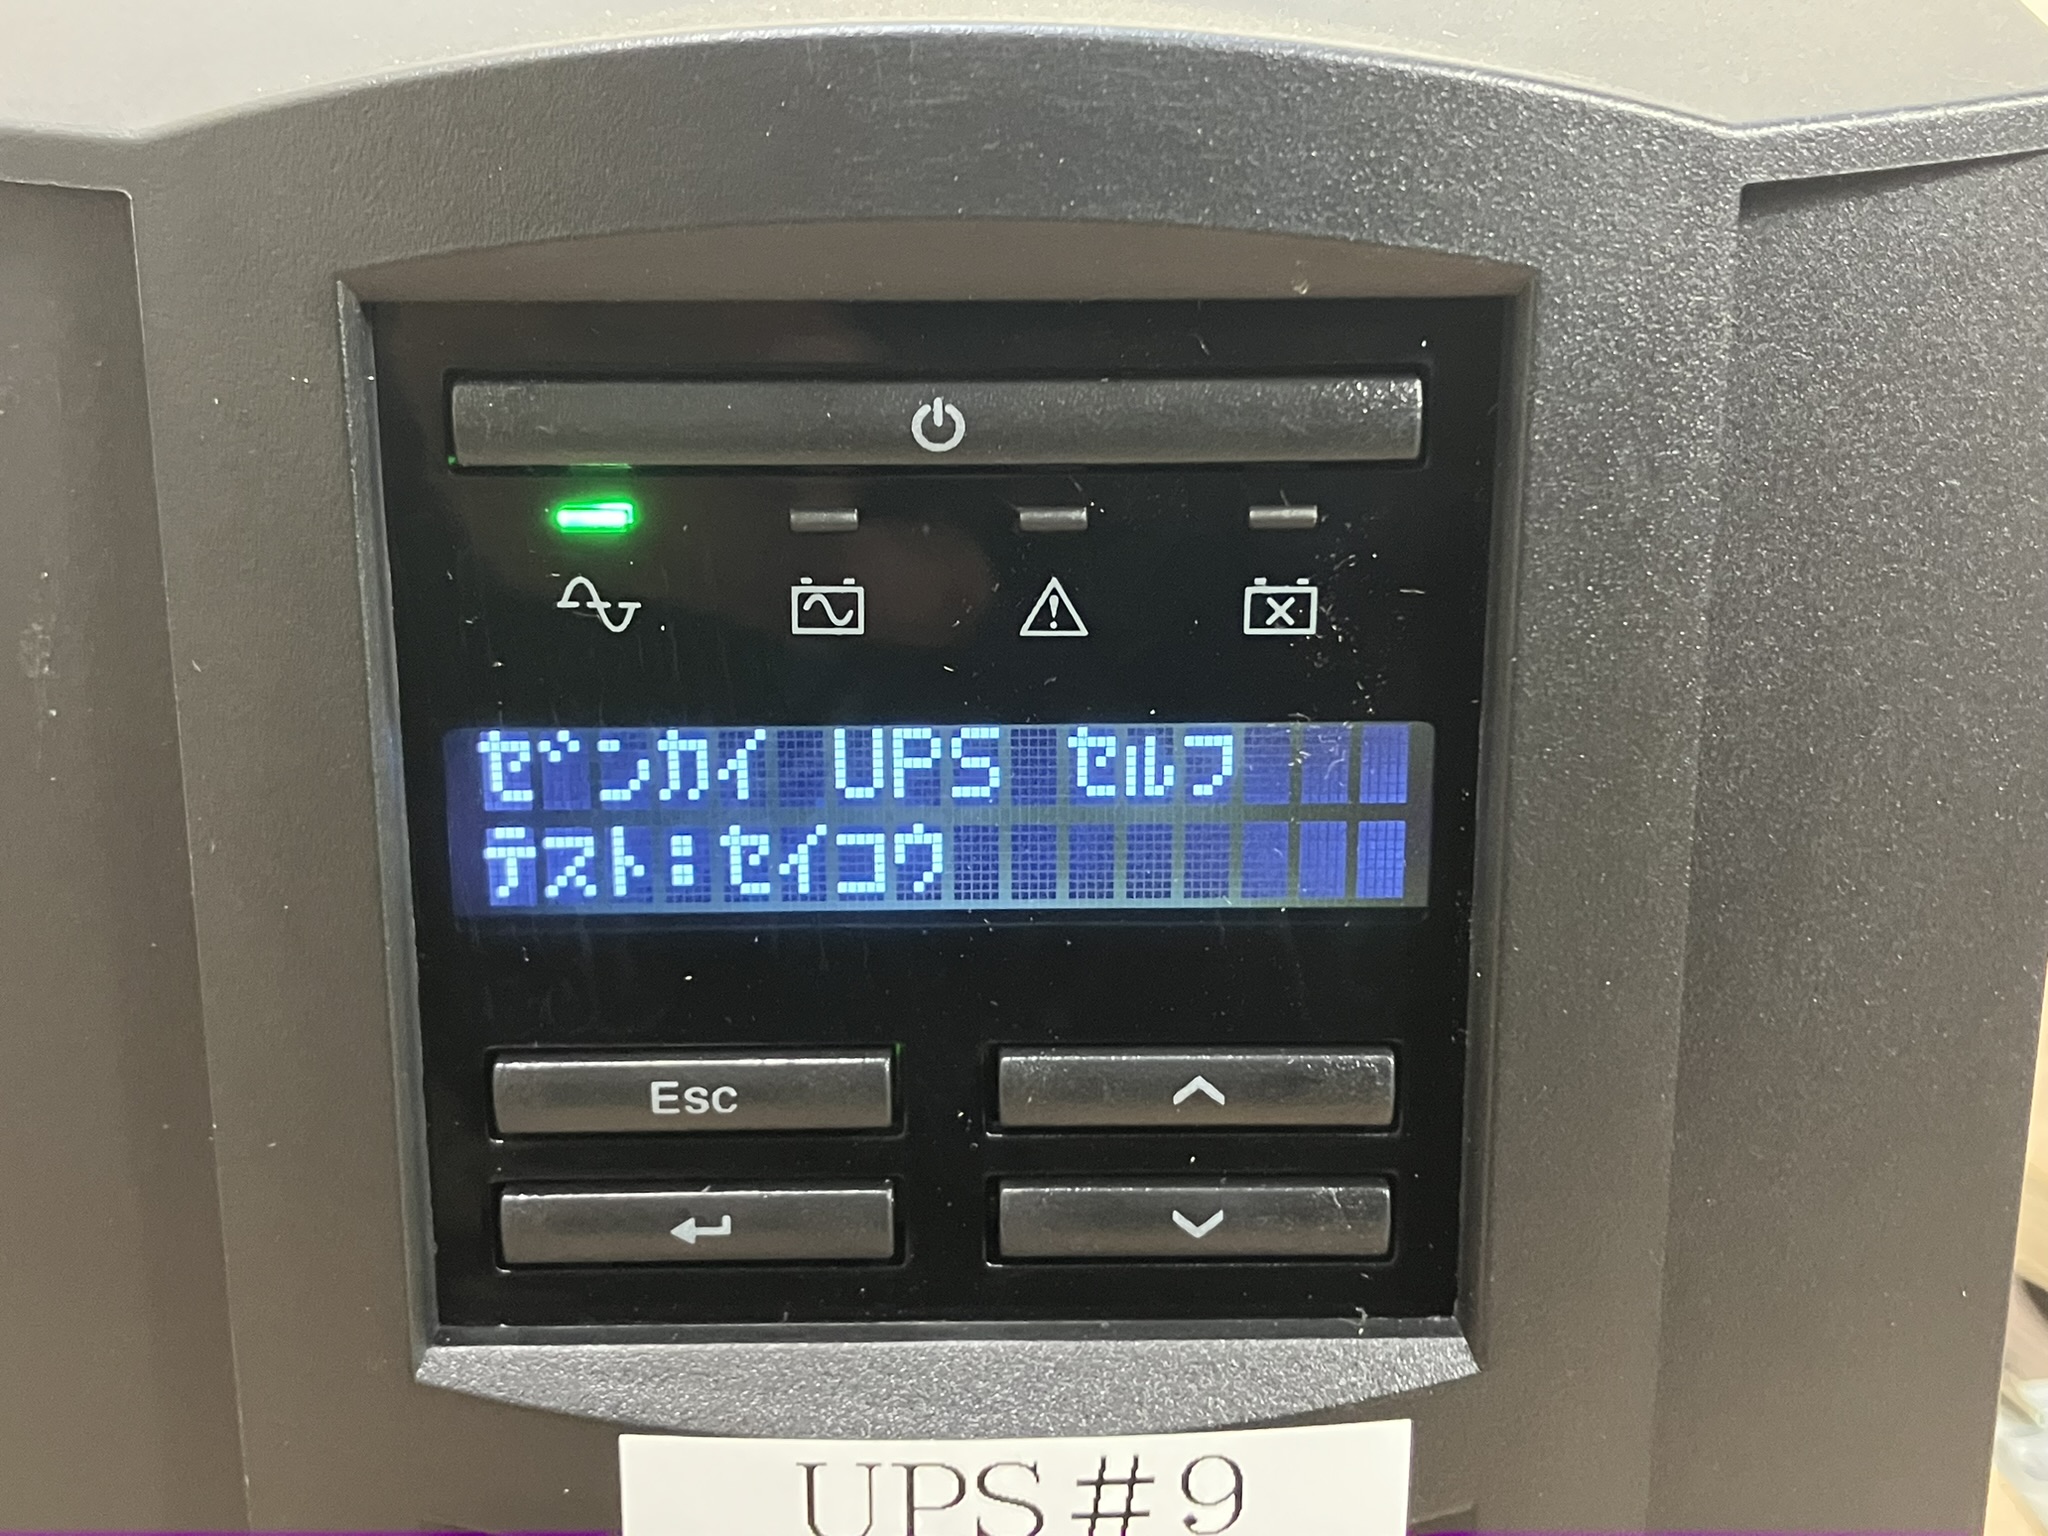 ｾﾞﾝｶｲ UPS ｾﾙﾌ
ﾃｽﾄ:ｾｲｺｳ
Esc
UPS#9